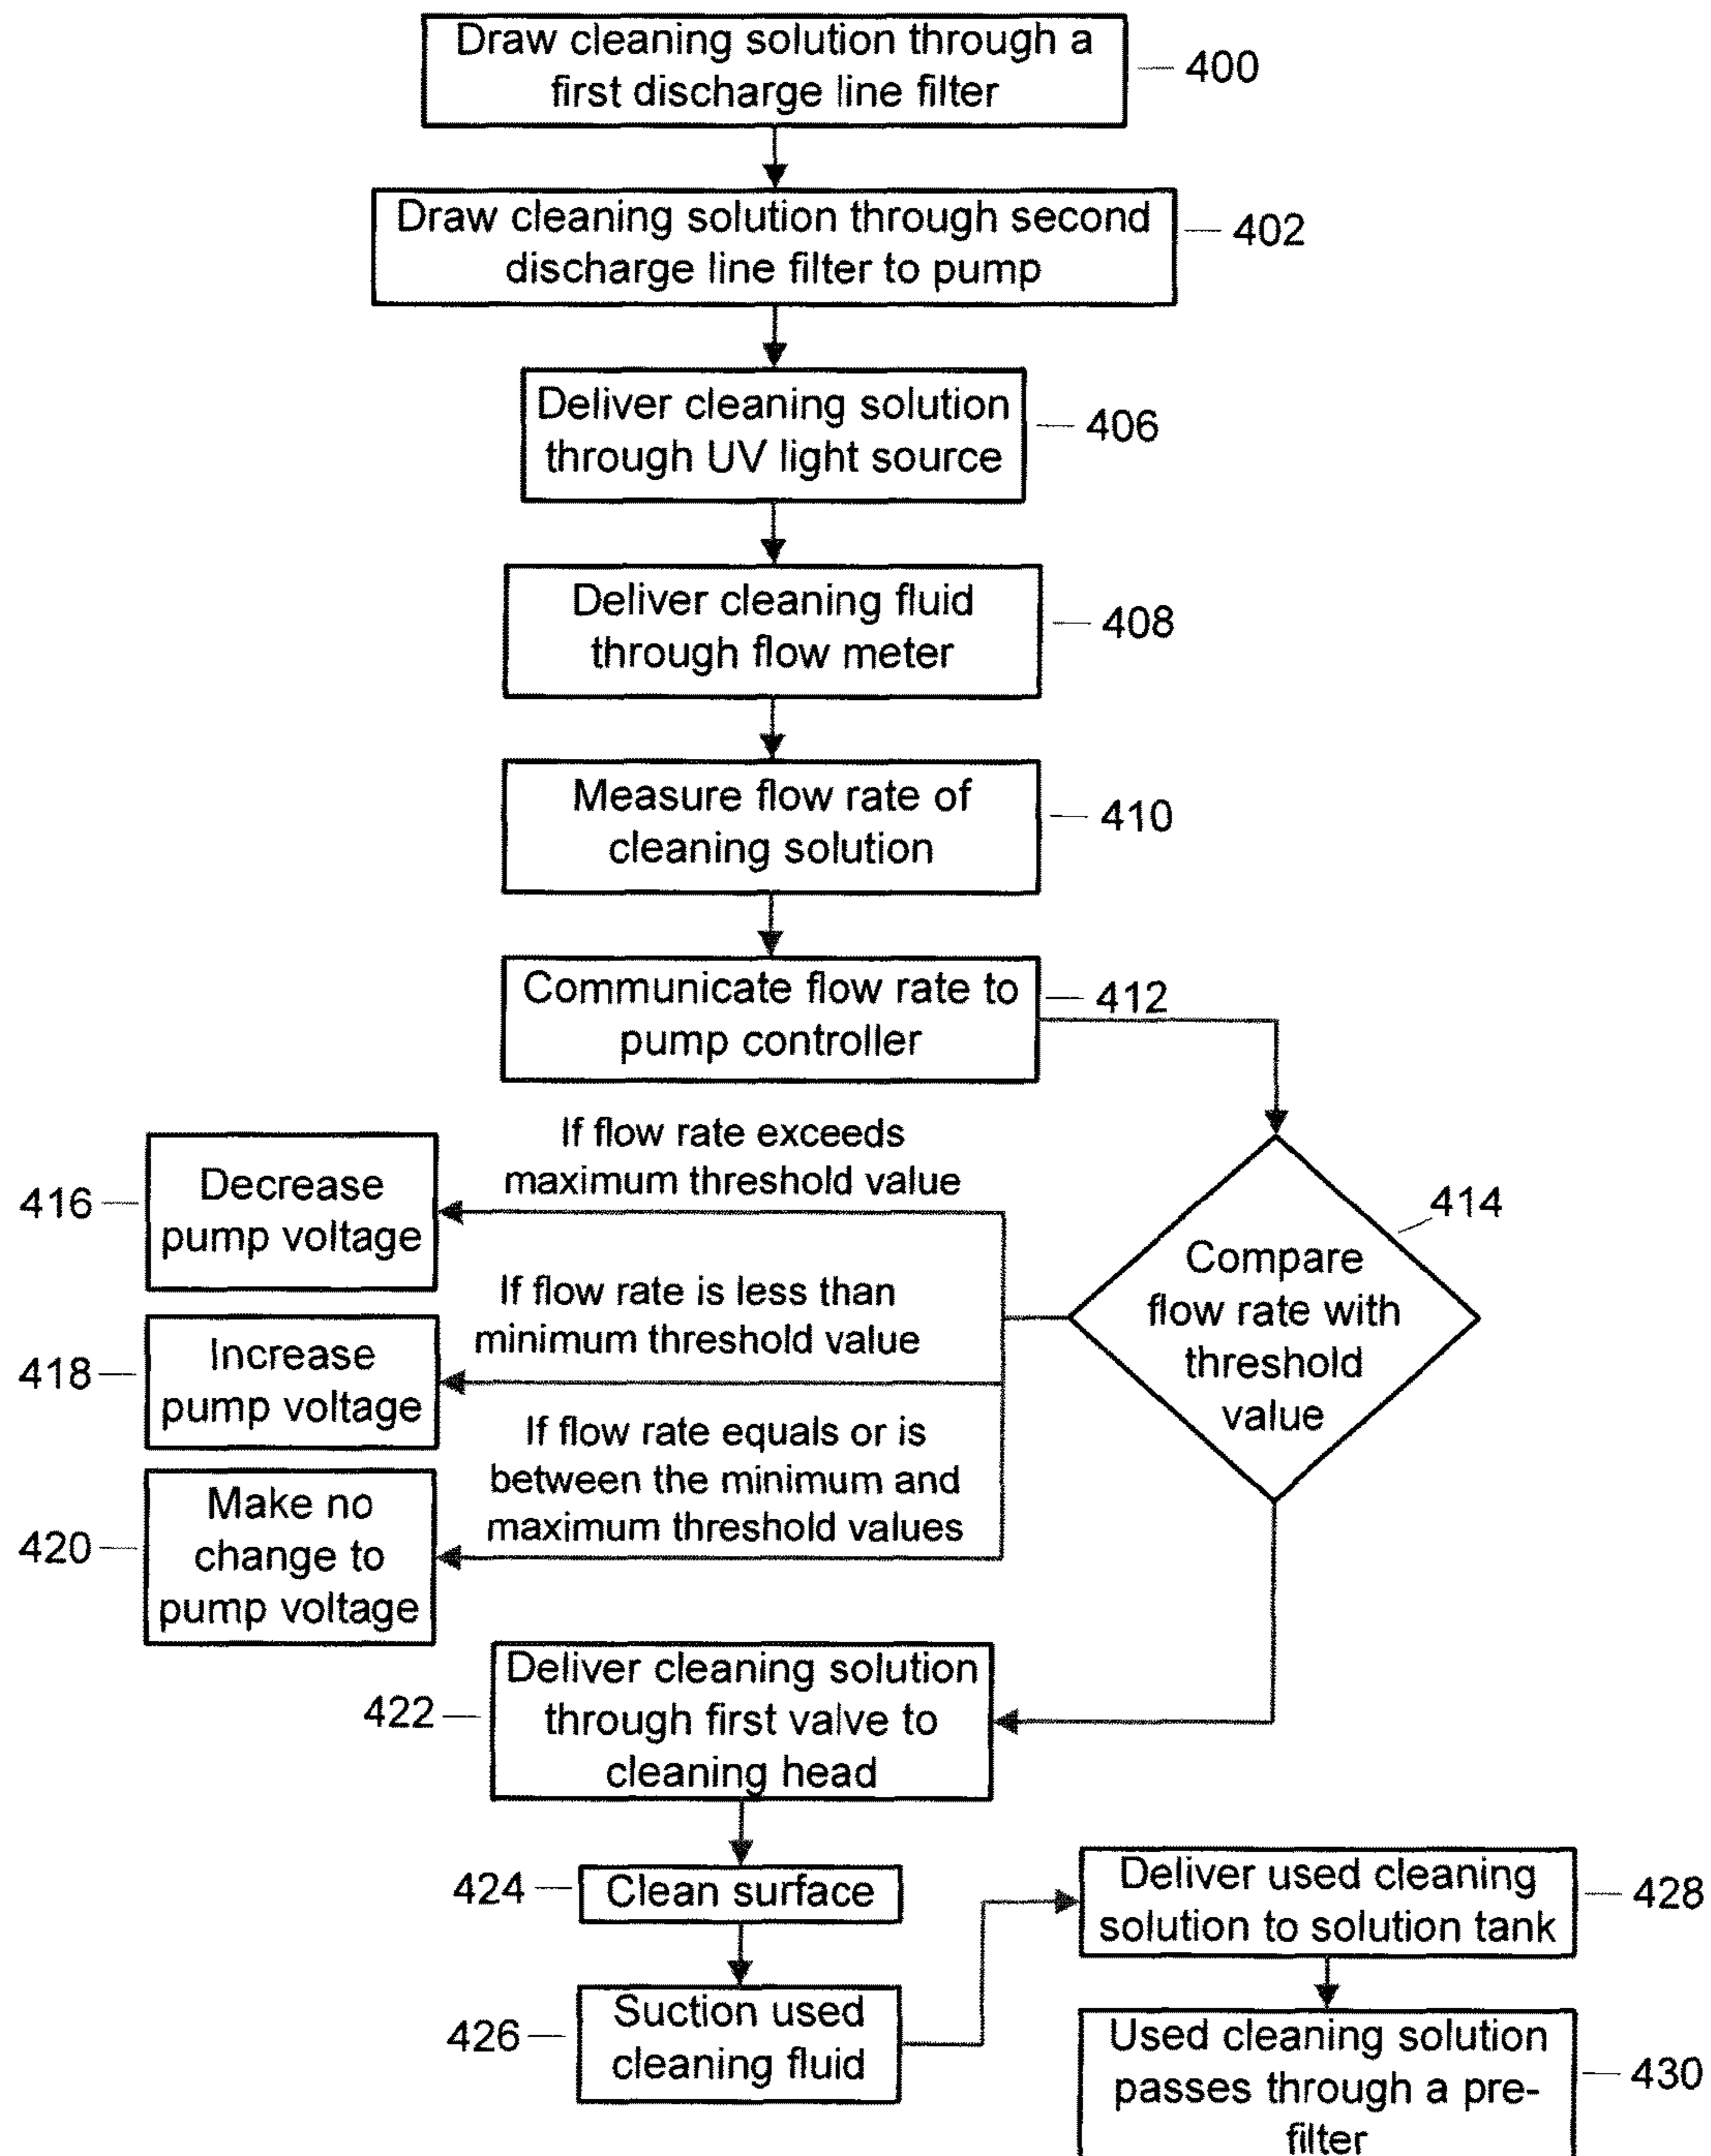 Draw cleaning solution through a
first discharge line filter
400
Draw cleaning solution through second
discharge line filter to pump
402
Deliver cleaning solution
through UV light source
406
Deliver cleaning fluid
through flow meter
408
Measure flow rate of
cleaning solution
410
Communicate flow rate to
pump controller
412
414
Compare
flow rate with
threshold
value
If flow rate exceeds
maximum threshold value
416
Decrease
pump voltage
If flow rate is less than
minimum threshold value
418
Increase
pump voltage
If flow rate equals or is
between the minimum and
maximum threshold values
420
Make no
change to
pump voltage
422
Deliver cleaning solution
through first valve to
cleaning head
424
Clean surface
426
Suction used
cleaning fluid
Deliver used cleaning
solution to solution tank
428
Used cleaning solution
passes through a pre-
filter
430